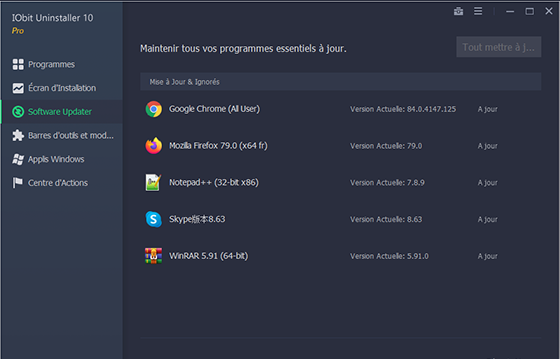 IObit Uninstaller 10
Pro
Programmes
Écran d'Installation
Software Updater
Barres d'outils et mod...
Applis Windows
Centre d'Actions
Maintenir tous vos programmes essentiels à jour.
Tout mettre à j...
Mise à Jour & Ignorés
Google Chrome (All User) Version Actuelle: 84.0.4147.125 A jour
Mozilla Firefox 79.0 (x64 fr) Version Actuelle: 79.0 A jour
Notepad++ (32-bit x86) Version Actuelle: 7.8.9 A jour
Skype版本8.63 Version Actuelle: 8.63 A jour
WinRAR 5.91 (64-bit) Version Actuelle: 5.91.0 A jour